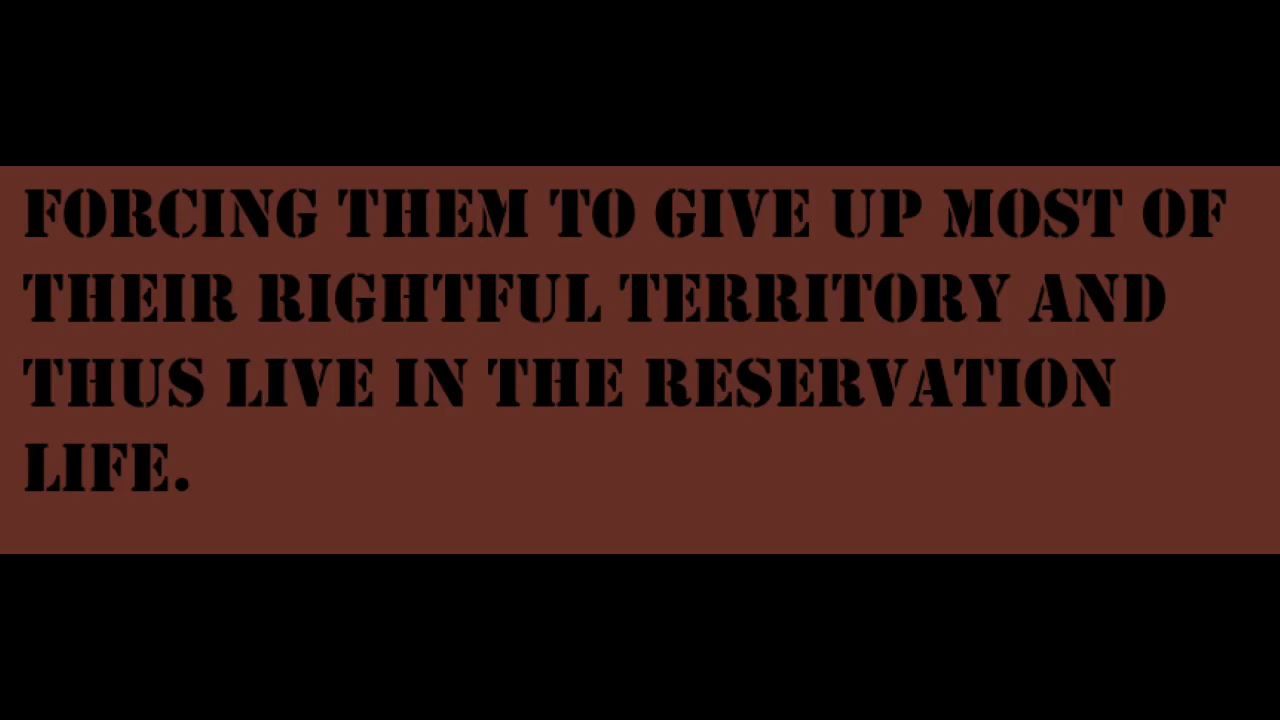 FORCING THEM TO GIVE UP MOST OF
THEIR RIGHTFUL TERRITORY AND
THUS LIVE IN THE RESERVATION
LIFE.